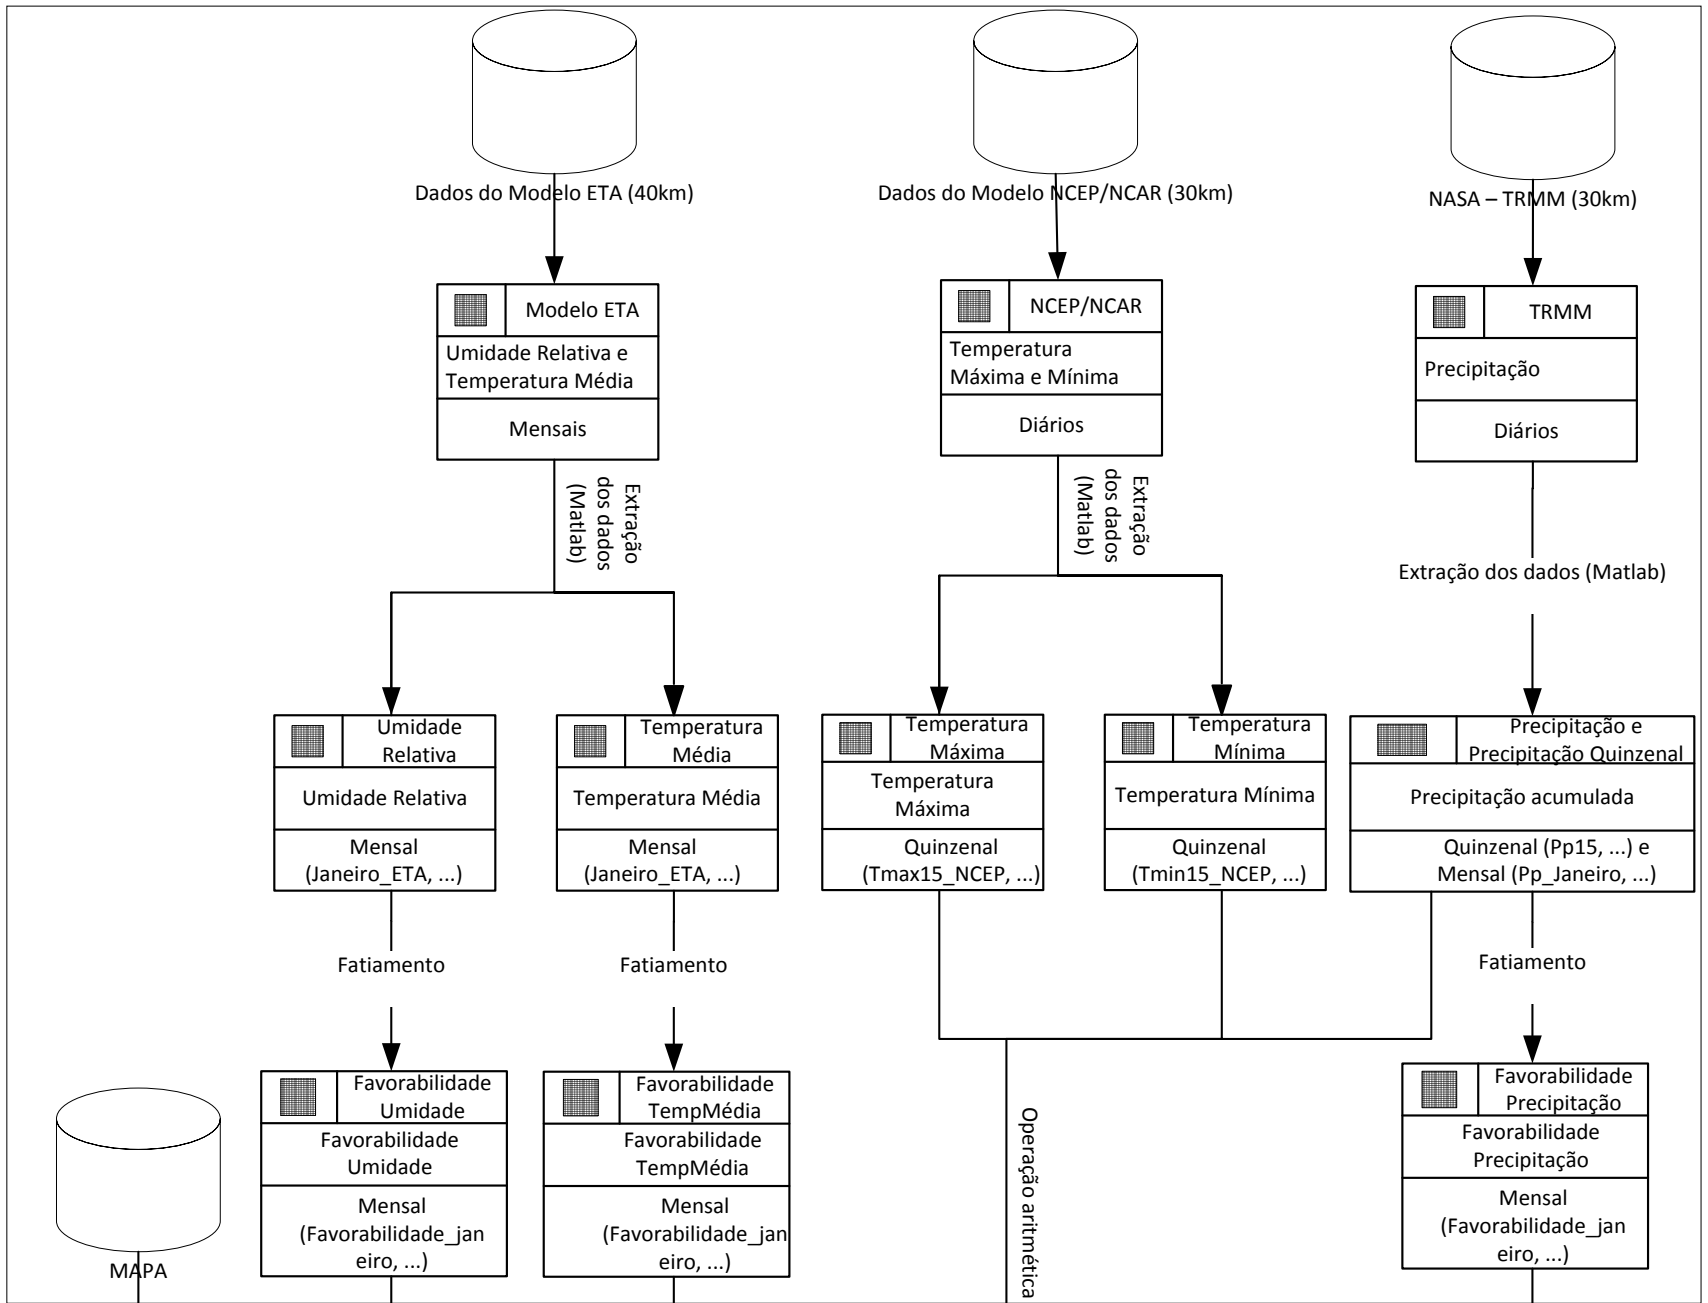 Dados do Modelo ETA (40km)
Dados do Modelo NCEP/NCAR (30km)
NASA – TRMM (30km)
Modelo ETA
Umidade Relativa e
Temperatura Média
Mensais
NCEP/NCAR
Temperatura
Máxima e Mínima
Diários
TRMM
Precipitação
Diários
Extração
dos dados
(Matlab)
Extração
dos dados
(Matlab)
Extração dos dados (Matlab)
Umidade
Relativa
Umidade Relativa
Mensal
(Janeiro_ETA, ...)
Temperatura
Média
Temperatura Média
Mensal
(Janeiro_ETA, ...)
Temperatura
Máxima
Temperatura
Máxima
Quinzenal
(Tmax15_NCEP, ...)
Temperatura
Mínima
Temperatura Mínima
Quinzenal
(Tmin15_NCEP, ...)
Precipitação e
Precipitação Quinzenal
Precipitação acumulada
Quinzenal (Pp15, ...) e
Mensal (Pp_Janeiro, ...)
Fatiamento
Fatiamento
Fatiamento
MAPA
Favorabilidade
Umidade
Favorabilidade
Umidade
Mensal
(Favorabilidade_jan
eiro, ...)
Favorabilidade
TempMédia
Favorabilidade
TempMédia
Mensal
(Favorabilidade_jan
eiro, ...)
Operação aritmética
Favorabilidade
Precipitação
Favorabilidade
Precipitação
Mensal
(Favorabilidade_jan
eiro, ...)